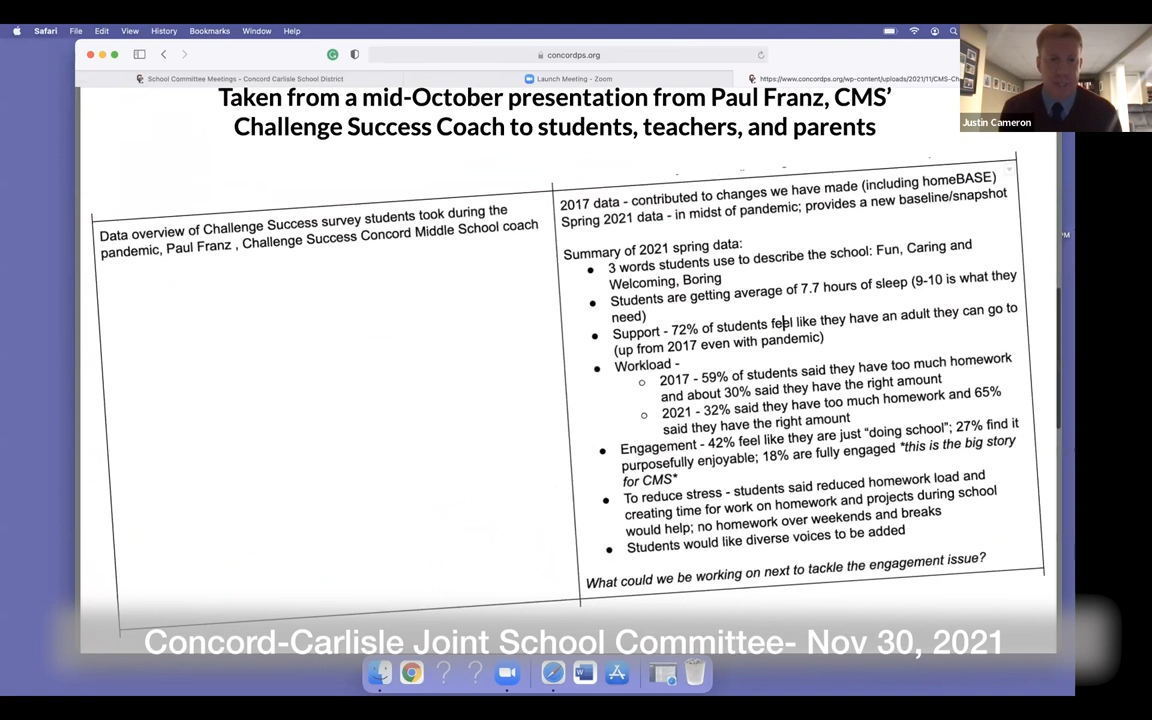 Safari File Edit View History Bookmarks Window Help
concordps.org
School Committee Meetings - Concord Carlisle School District
Launch Meeting - Zoom
https://www.concordps.org/wp-content/uploads/2021/11/CMS-Ch
Justin Cameron
Taken from a mid-October presentation from Paul Franz, CMS’
Challenge Success Coach to students, teachers, and parents
Data overview of Challenge Success survey students took during the
pandemic, Paul Franz , Challenge Success Concord Middle School coach
2017 data - contributed to changes we have made (including homeBASE)
Spring 2021 data - in midst of pandemic; provides a new baseline/snapshot
Summary of 2021 spring data:
● 3 words students use to describe the school: Fun, Caring and
Welcoming, Boring
● Students are getting average of 7.7 hours of sleep (9-10 is what they
need)
● Support - 72% of students feel like they have an adult they can go to
(up from 2017 even with pandemic)
● Workload -
○ 2017 - 59% of students said they have too much homework
and about 30% said they have the right amount
○ 2021 - 32% said they have too much homework and 65%
said they have the right amount
● Engagement - 42% feel like they are just “doing school”; 27% find it
purposefully enjoyable; 18% are fully engaged *this is the big story
for CMS*
● To reduce stress - students said reduced homework load and
creating time for work on homework and projects during school
would help; no homework over weekends and breaks
● Students would like diverse voices to be added
What could we be working on next to tackle the engagement issue?
PM
Concord-Carlisle Joint School Committee- Nov 30, 2021